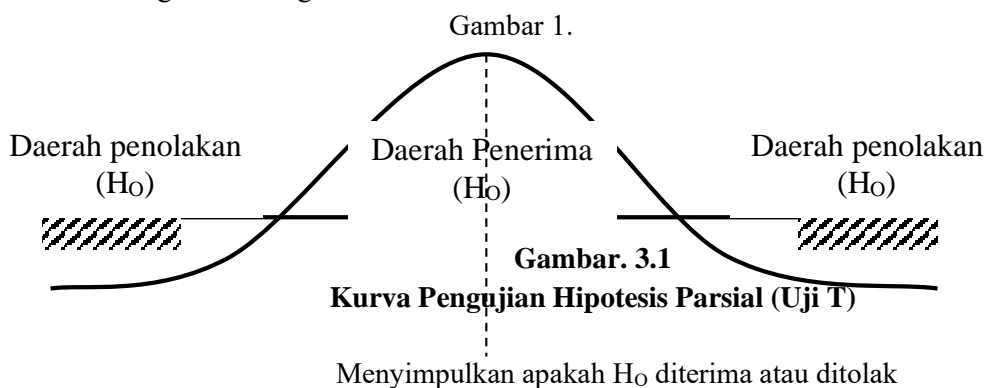 Gambar 1.
Daerah penolakan
(HO)
Daerah Penerima
(HO)
Daerah penolakan
(HO)
Gambar. 3.1
Kurva Pengujian Hipotesis Parsial (Uji T)
Menyimpulkan apakah HO diterima atau ditolak